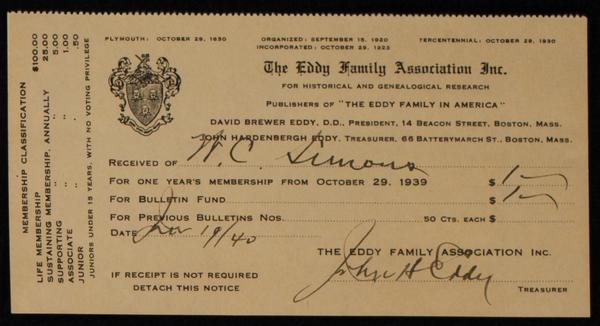 PLYMOUTH: OCTOBER 29, 1630
ORGANIZED: SEPTEMBER 15, 1920
INCORPORATED: OCTOBER 29, 1923
TERCENTENNIAL: OCTOBER 29, 1930
The Eddy Family Association Inc.
FOR HISTORICAL AND GENEALOGICAL RESEARCH
PUBLISHERS OF "THE EDDY FAMILY IN AMERICA"
DAVID BREWER EDDY, D.D., PRESIDENT, 14 BEACON STREET, BOSTON, MASS.
JOHN HARDENBERGH EDDY, TREASURER, 66 BATTERYMARCH ST., BOSTON, MASS.
RECEIVED OF W. C. Simons
FOR ONE YEAR'S MEMBERSHIP FROM OCTOBER 29, 1939 $ 1—
FOR BULLETIN FUND $ 1—
FOR PREVIOUS BULLETINS NOS. 50 CTS. EACH $
DATE Jan 19/40
THE EDDY FAMILY ASSOCIATION INC.
John H Eddy
TREASURER
IF RECEIPT IS NOT REQUIRED
DETACH THIS NOTICE
MEMBERSHIP CLASSIFICATION
LIFE MEMBERSHIP $100.00
SUSTAINING MEMBERSHIP, ANNUALLY 25.00
SUPPORTING " " 5.00
ASSOCIATE " " 1.00
JUNIOR " " .50
JUNIORS UNDER 15 YEARS, WITH NO VOTING PRIVILEGE